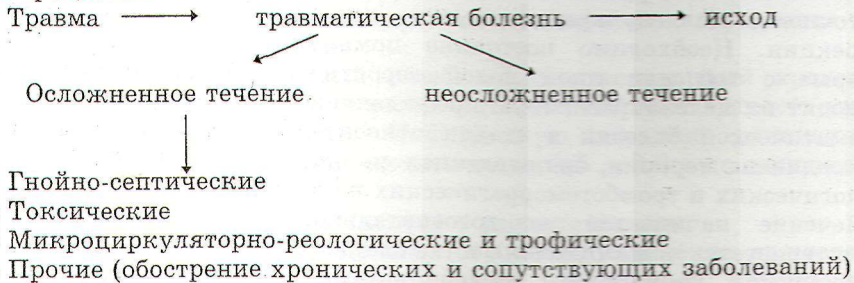 Травма травматическая болезнь исход
Осложненное течение неосложненное течение
Гнойно-септические
Токсические
Микроциркуляторно-реологические и трофические
Прочие (обострение хронических и сопутствующих заболеваний)